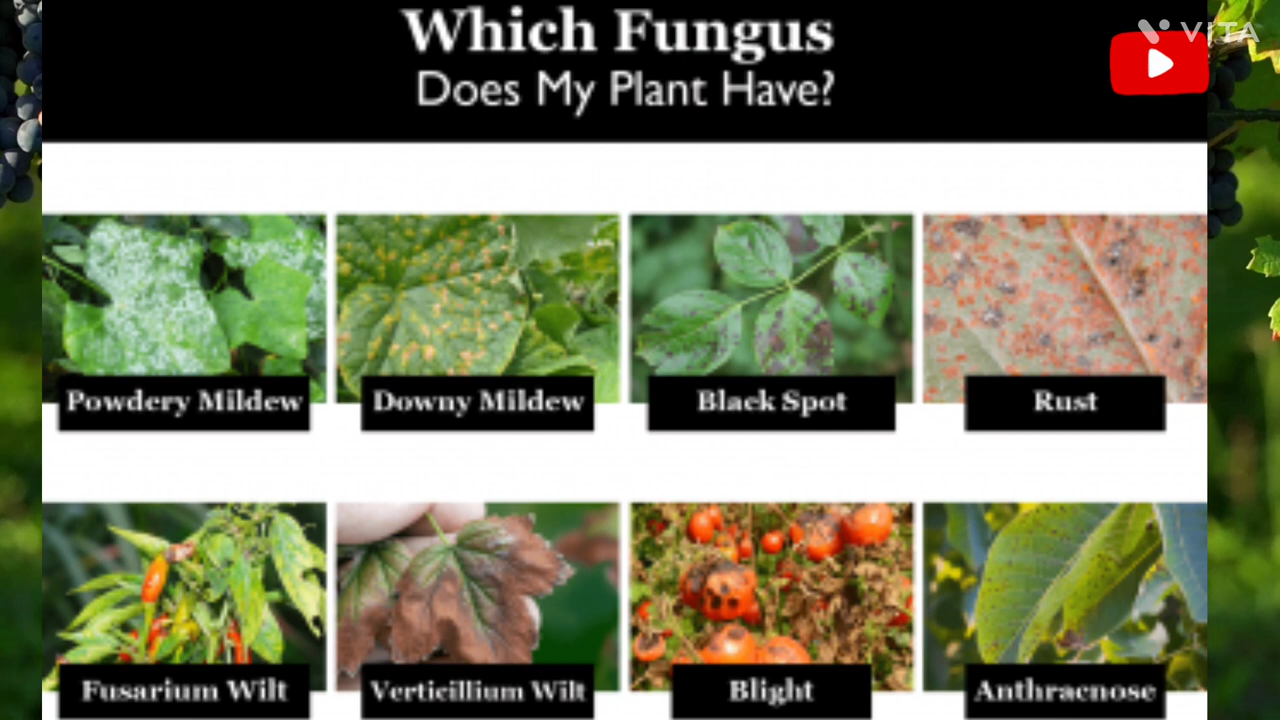 Which Fungus
Does My Plant Have?
VITA
Powdery Mildew
Downy Mildew
Black Spot
Rust
Fusarium Wilt
Verticillium Wilt
Blight
Anthracnose